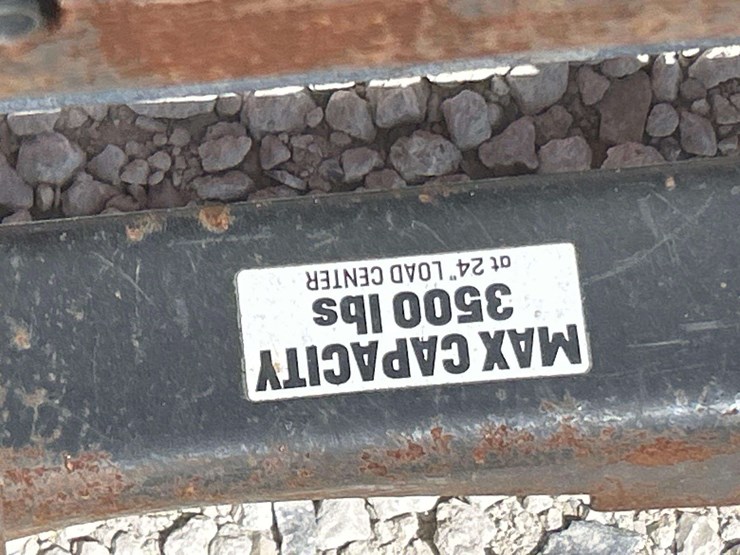 MAX CAPACITY
3500 lbs
at 24" LOAD CENTER